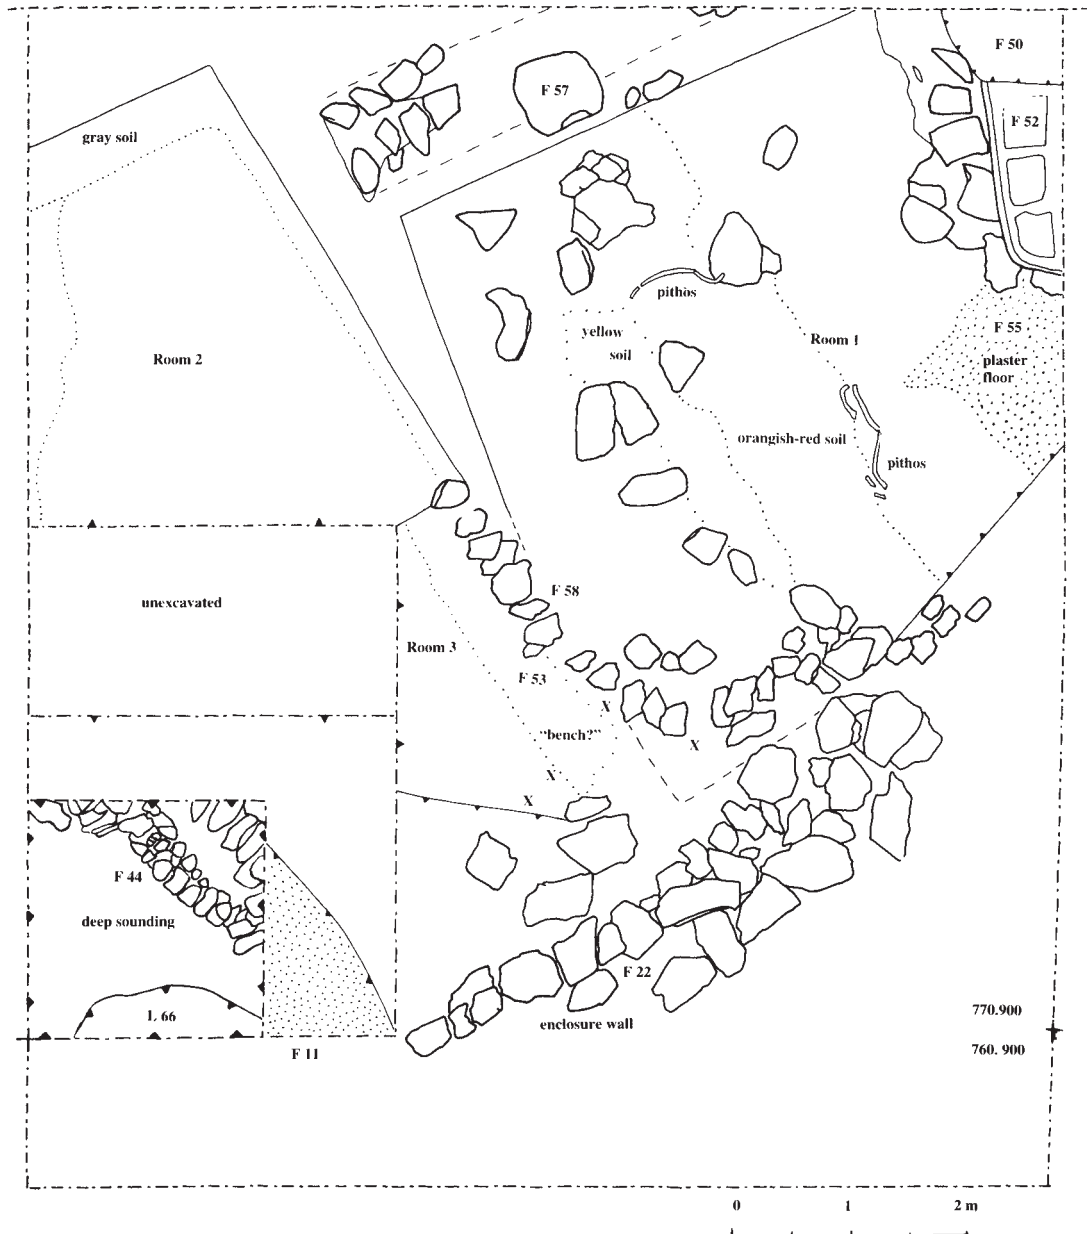 F 50
F 57
F 52
gray soil
pithos
F 55
yellow
soil
Room 1
Room 2
plaster
floor
orangish-red soil
pithos
F 58
unexcavated
Room 3
F 53
X
"bench?"
X
X
X
F 44
deep sounding
F 22
L 66
enclosure wall
770.900
F 11
760. 900
0 1 2 m